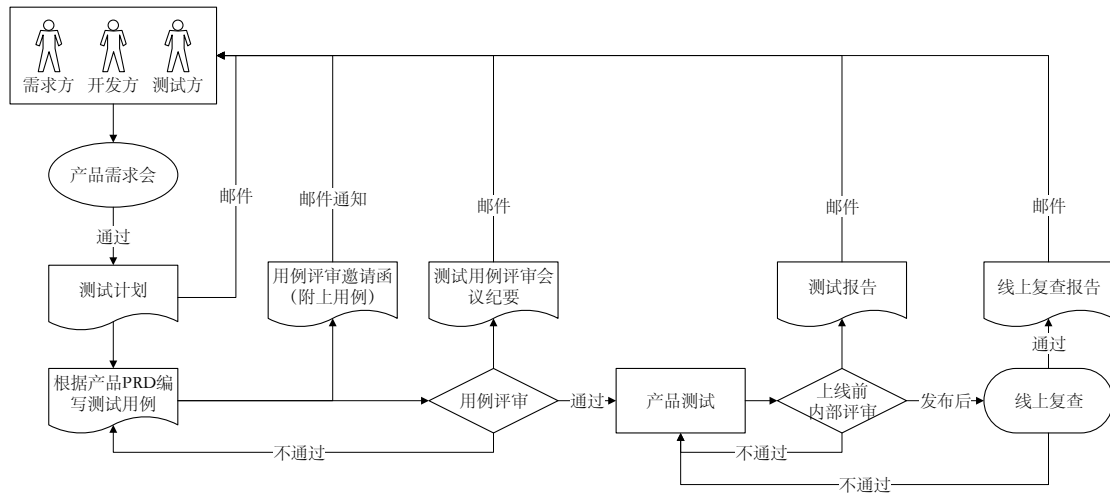 需求方 开发方 测试方
产品需求会
邮件
邮件通知
邮件
邮件
邮件
通过
测试计划
用例评审邀请函
（附上用例）
测试用例评审会
议纪要
测试报告
线上复查报告
通过
根据产品PRD编
写测试用例
用例评审
通过
产品测试
上线前
内部评审
发布后
线上复查
不通过
不通过
不通过